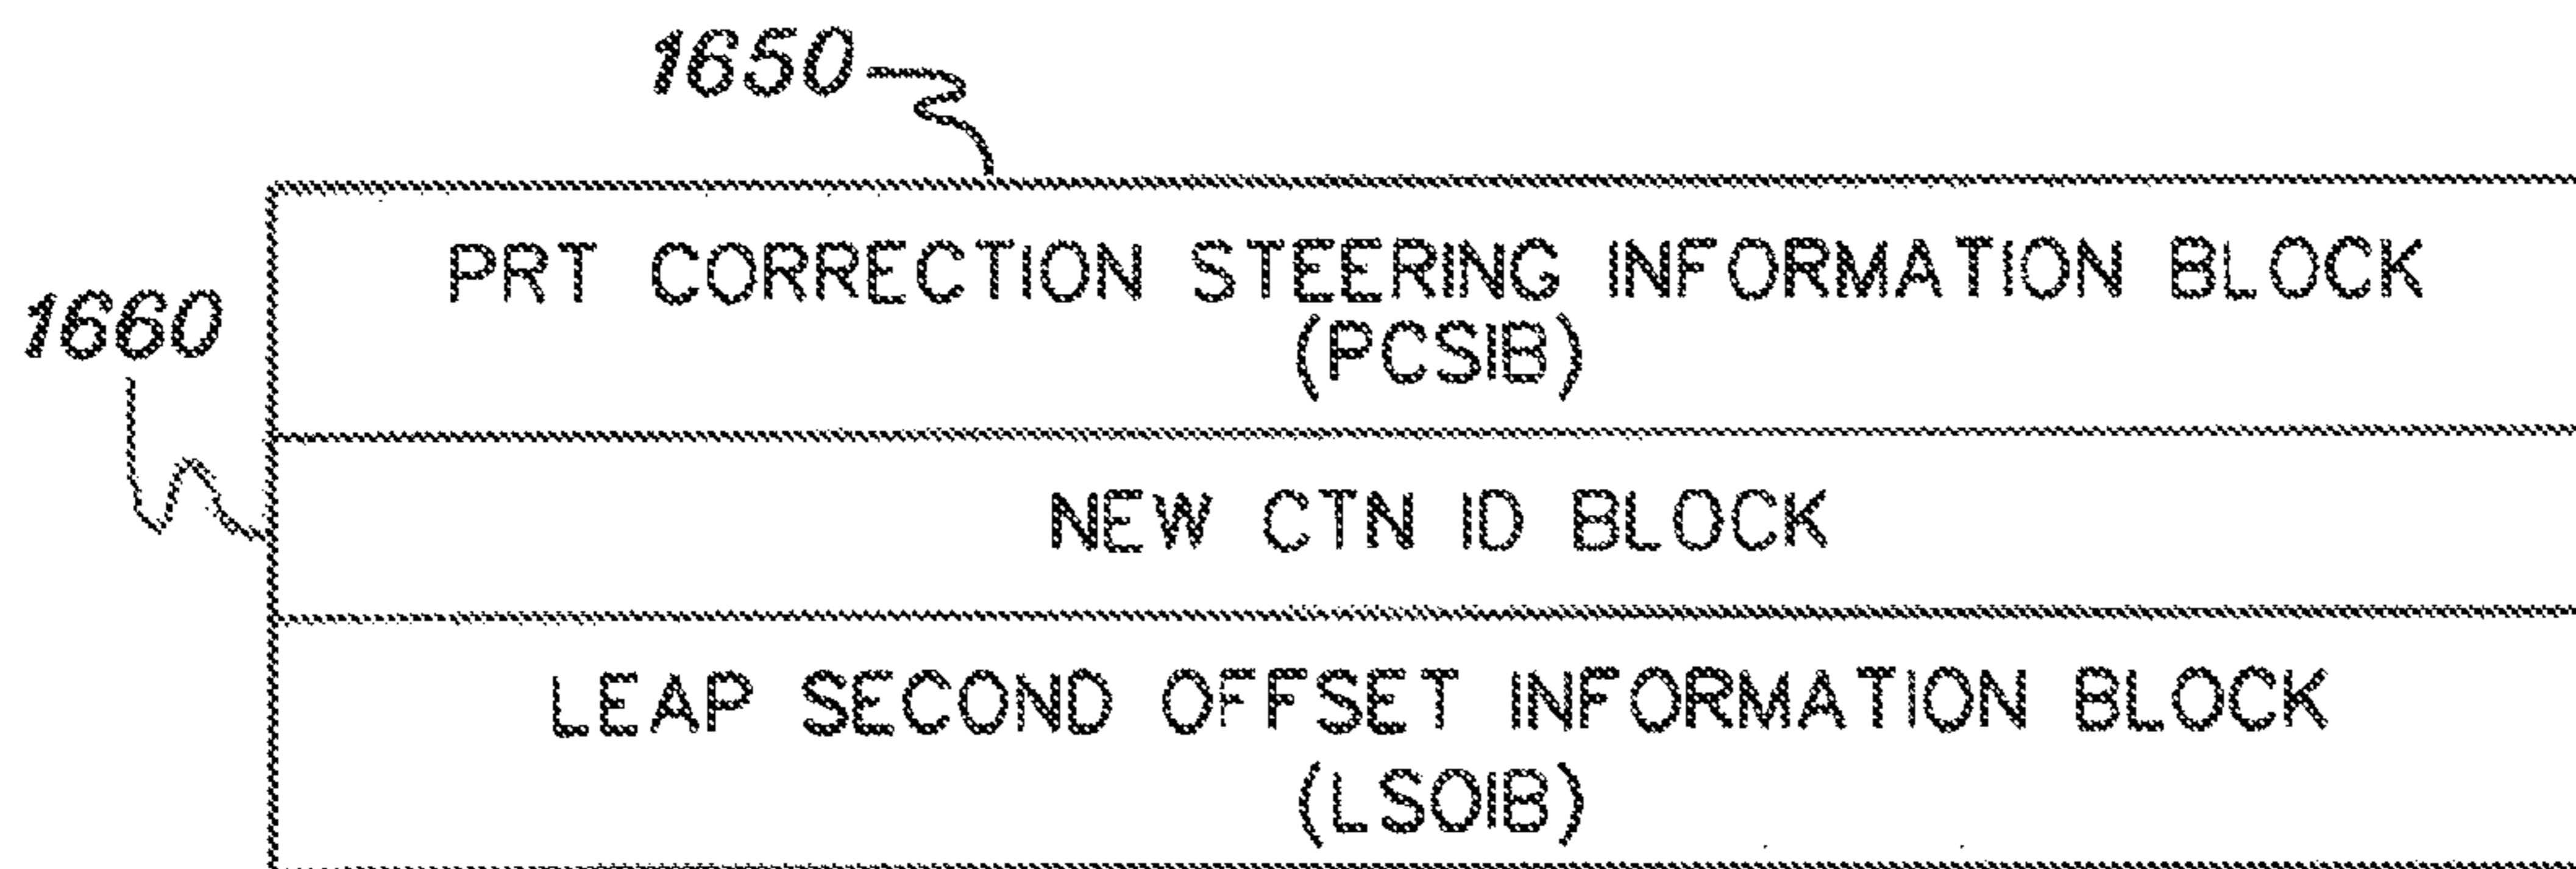 1650
PRT CORRECTION STEERING INFORMATION BLOCK
(PCSIB)
1660
NEW CTN ID BLOCK
LEAP SECOND OFFSET INFORMATION BLOCK
(LSOIB)